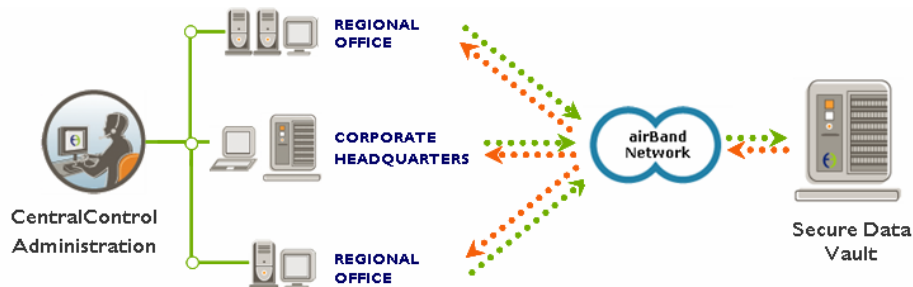 REGIONAL
OFFICE
CORPORATE
HEADQUARTERS
REGIONAL
OFFICE
CentralControl
Administration
airBand
Network
Secure Data
Vault